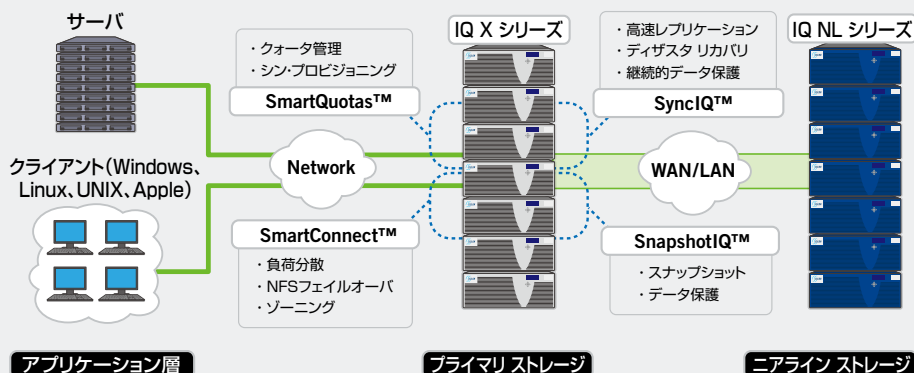 サーバ
クライアント(Windows、
Linux、UNIX、Apple)
・クォータ管理
・シン・プロビジョニング
SmartQuotas™
Network
SmartConnect™
・負荷分散
・NFSフェイルオーバ
・ゾーニング
IQ X シリーズ
・高速レプリケーション
・ディザスタ リカバリ
・継続的データ保護
SyncIQ™
WAN/LAN
SnapshotIQ™
・スナップショット
・データ保護
IQ NL シリーズ
アプリケーション層
プライマリ ストレージ
ニアライン ストレージ